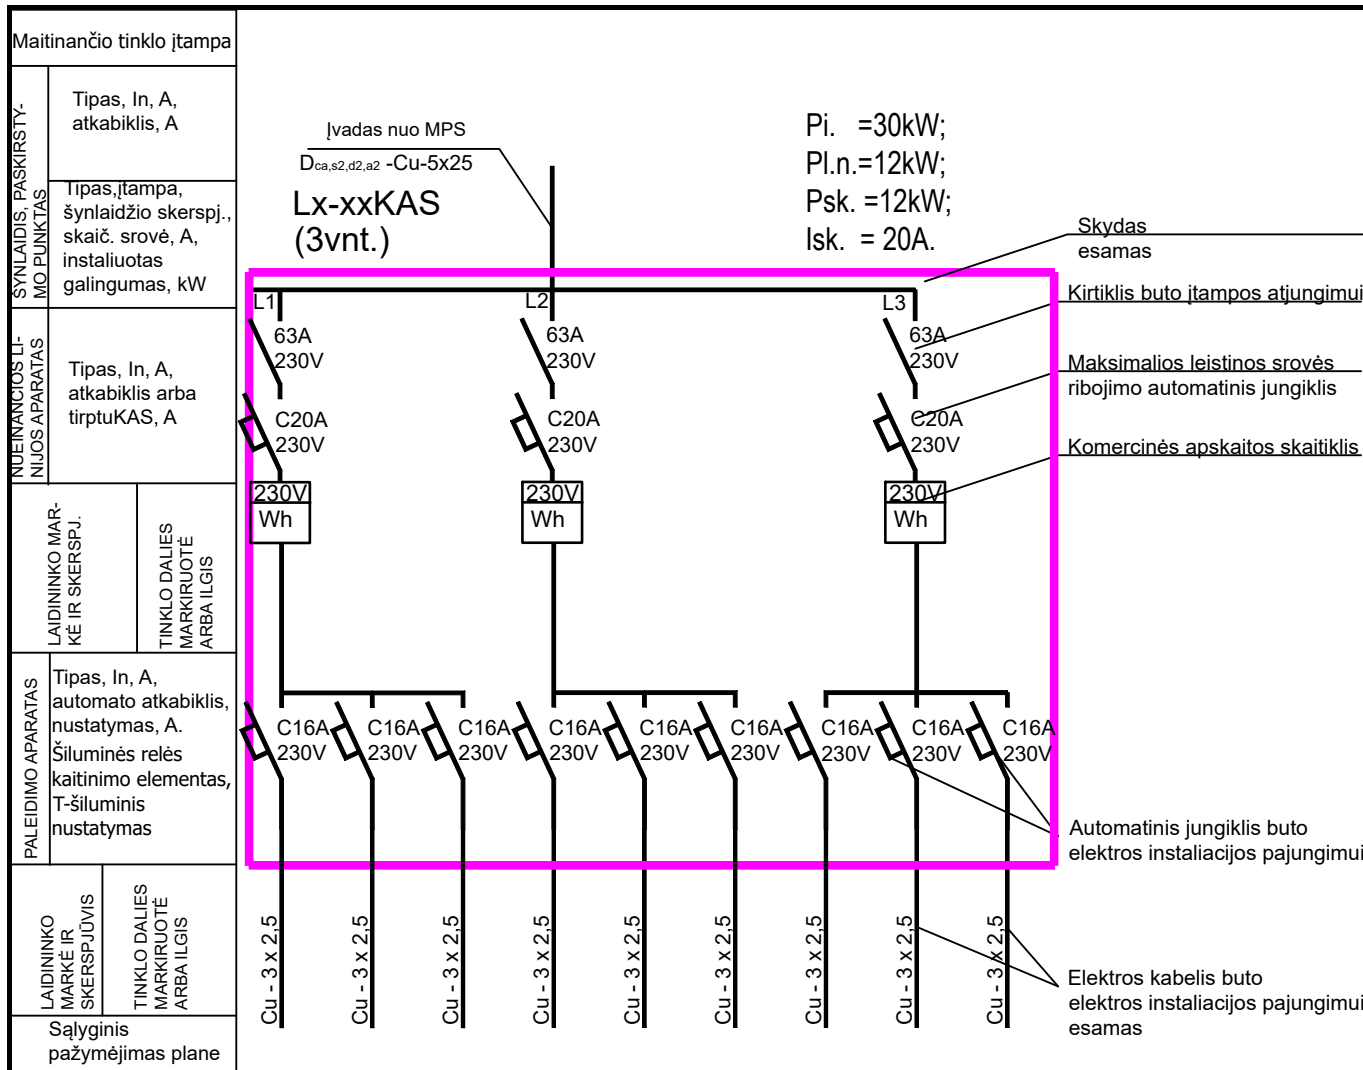 Maitinančio tinklo įtampa
ŠYNLAIDIS, PASKIRSTY-
MO PUNKTAS
Tipas, In, A,
atkabiklis, A
Tipas,įtampa,
šynlaidžio skerspj.,
skaič. srovė, A,
instaliuotas
galingumas, kW
NUEINANČIOS LI-
NIJOS APARATAS
Tipas, In, A,
atkabiklis arba
tirptuKAS, A
LAIDININKO MAR-
KĖ IR SKERSPJ.
TINKLO DALIES
MARKIRUOTĖ
ARBA ILGIS
PALEIDIMO APARATAS
Tipas, In, A,
automato atkabiklis,
nustatymas, A.
Šiluminės relės
kaitinimo elementas,
T-šiluminis
nustatymas
LAIDININKO
MARKĖ IR
SKERSPJŪVIS
TINKLO DALIES
MARKIRUOTĖ
ARBA ILGIS
Sąlyginis
pažymėjimas plane
Įvadas nuo MPS
Dca,s2,d2,a2 -Cu-5x25
Lx-xxKAS
(3vnt.)
Pi. =30kW;
Pl.n.=12kW;
Psk. =12kW;
Isk. = 20A.
Skydas
esamas
Kirtiklis buto įtampos atjungimui
Maksimalios leistinos srovės
ribojimo automatinis jungiklis
Komercinės apskaitos skaitiklis
L1
L2
L3
63A
230V
63A
230V
63A
230V
C20A
230V
C20A
230V
C20A
230V
230V
Wh
230V
Wh
230V
Wh
C16A
230V
C16A
230V
C16A
230V
C16A
230V
C16A
230V
C16A
230V
C16A
230V
C16A
230V
C16A
230V
Automatinis jungiklis buto
elektros instaliacijos pajungimui
Cu - 3 x 2,5
Cu - 3 x 2,5
Cu - 3 x 2,5
Cu - 3 x 2,5
Cu - 3 x 2,5
Cu - 3 x 2,5
Cu - 3 x 2,5
Cu - 3 x 2,5
Cu - 3 x 2,5
Elektros kabelis buto
elektros instaliacijos pajungimui
esamas